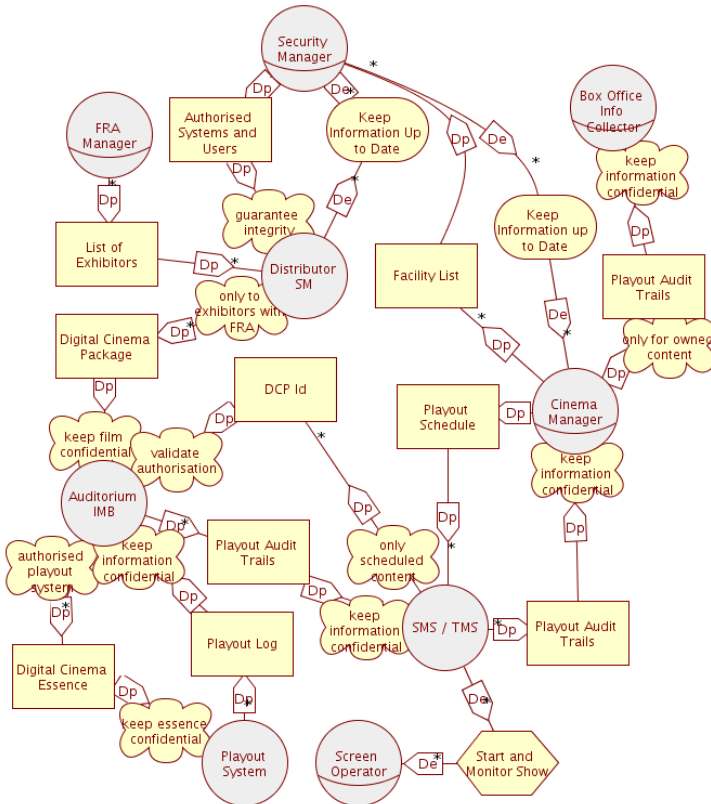 Security
Manager
*
Dp
De
*
Box Office
Info
Collector
FRA
Manager
Authorised
Systems and
Users
Keep
Information Up
to Date
Dp
De
*
keep
information
confidential
*
Dp
Dp
De
*
Dp
guarantee
integrity
Keep
Information up
to Date
List of
Exhibitors
Dp
*
Distributor
SM
Facility List
Playout Audit
Trails
only to
exhibitors with
FRA
*
De
*
Dp
*
Digital Cinema
Package
*
Dp
only for owned
content
Dp
Dp
DCP Id
Playout
Schedule
Dp
Cinema
Manager
Dp
*
keep film
confidential
validate
authorisation
keep
information
confidential
Dp
Auditorium
IMB
Dp
*
Dp
Dp
authorised
playout
system
keep
information
confidential
Playout Audit
Trails
only
scheduled
content
*
Dp
*
Dp
Dp
keep
information
confidential
SMS / TMS
*
Dp
Playout Audit
Trails
Digital Cinema
Essence
Playout Log
Dp
Dp
*
De
*
keep essence
confidential
Playout
System
Screen
Operator
De
*
Start and
Monitor Show